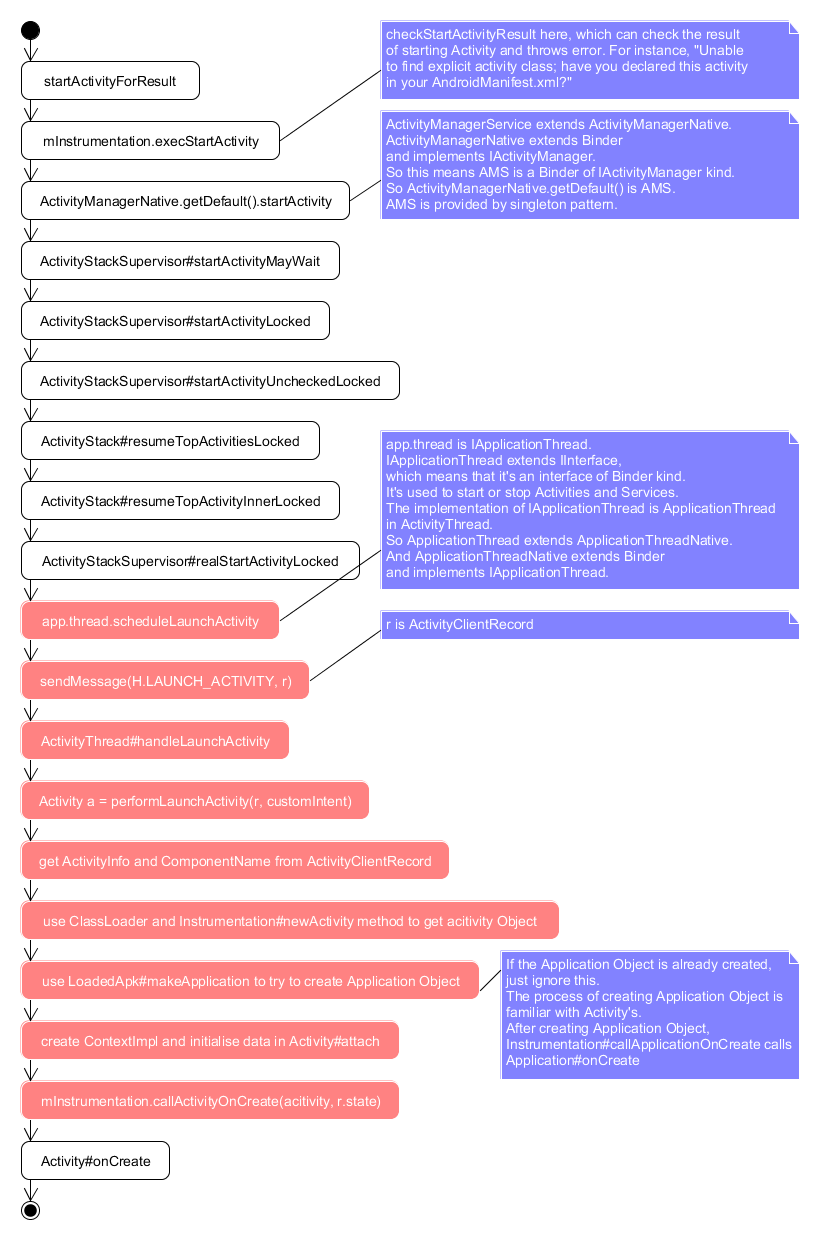 checkStartActivityResult here, which can check the result
of starting Activity and throws error. For instance, "Unable
to find explicit activity class; have you declared this activity
in your AndroidManifest.xml?"
startActivityForResult
mInstrumentation.execStartActivity
ActivityManagerService extends ActivityManagerNative.
ActivityManagerNative extends Binder
and implements IActivityManager.
So this means AMS is a Binder of IActivityManager kind.
So ActivityManagerNative.getDefault() is AMS.
AMS is provided by singleton pattern.
ActivityManagerNative.getDefault().startActivity
ActivityStackSupervisor#startActivityMayWait
ActivityStackSupervisor#startActivityLocked
ActivityStackSupervisor#startActivityUncheckedLocked
ActivityStack#resumeTopActivitiesLocked
ActivityStack#resumeTopActivityInnerLocked
ActivityStackSupervisor#realStartActivityLocked
app.thread is IApplicationThread.
IApplicationThread extends IInterface,
which means that it's an interface of Binder kind.
It's used to start or stop Activities and Services.
The implementation of IApplicationThread is ApplicationThread
in ActivityThread.
So ApplicationThread extends ApplicationThreadNative.
And ApplicationThreadNative extends Binder
and implements IApplicationThread.
app.thread.scheduleLaunchActivity
r is ActivityClientRecord
sendMessage(H.LAUNCH_ACTIVITY, r)
ActivityThread#handleLaunchActivity
Activity a = performLaunchActivity(r, customIntent)
get ActivityInfo and ComponentName from ActivityClientRecord
use ClassLoader and Instrumentation#newActivity method to get acitivity Object
use LoadedApk#makeApplication to try to create Application Object
If the Application Object is already created,
just ignore this.
The process of creating Application Object is
familiar with Activity's.
After creating Application Object,
Instrumentation#callApplicationOnCreate calls
Application#onCreate
create ContextImpl and initialise data in Activity#attach
mInstrumentation.callActivityOnCreate(acitivity, r.state)
Activity#onCreate